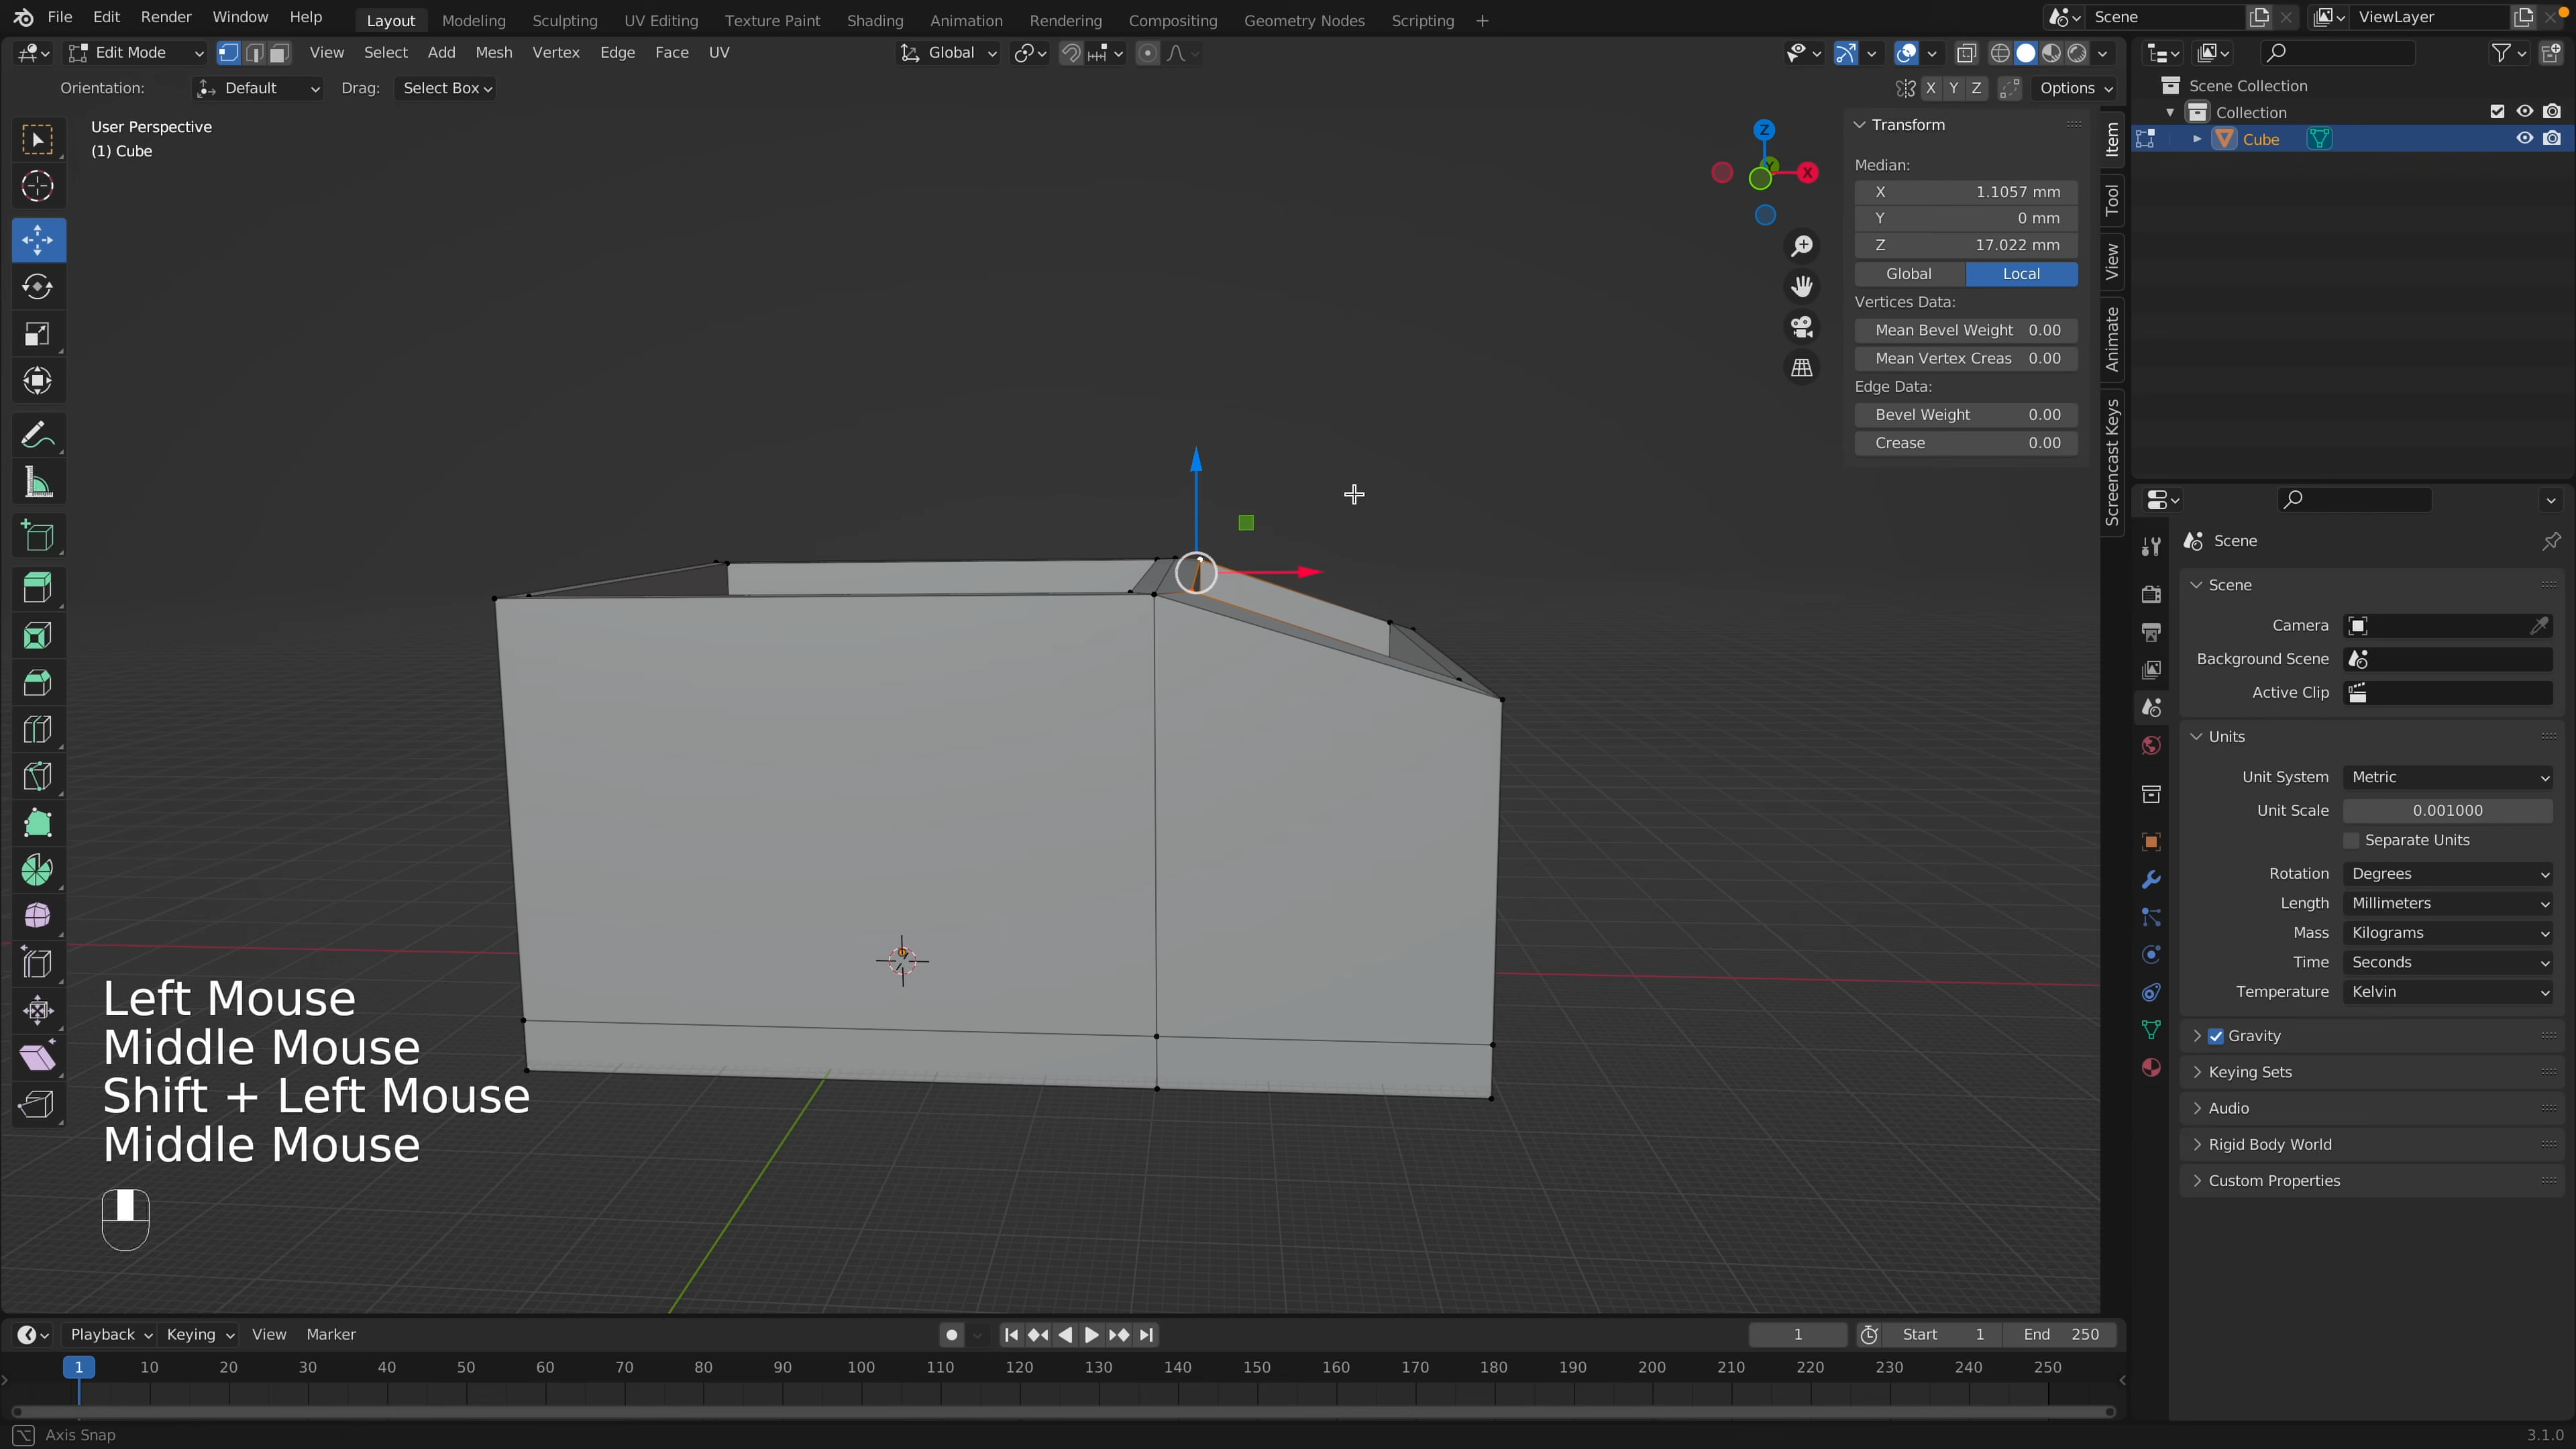 File Edit Render Window Help Layout Modeling Sculpting UV Editing Texture Paint Shading Animation Rendering Compositing Geometry Nodes Scripting + Scene ViewLayer
Edit Mode View Select Add Mesh Vertex Edge Face UV Global
Orientation: Default Drag: Select Box X Y Z Options
User Perspective
(1) Cube
Z
X
Y
Transform
Median:
X 1.1057 mm
Y 0 mm
Z 17.022 mm
Global Local
Vertices Data:
Mean Bevel Weight 0.00
Mean Vertex Creas 0.00
Edge Data:
Bevel Weight 0.00
Crease 0.00
Item
Tool
View
Animate
Screencast Keys
Scene Collection
Collection
Cube
Scene
Scene
Camera
Background Scene
Active Clip
Units
Unit System Metric
Unit Scale 0.001000
Separate Units
Rotation Degrees
Length Millimeters
Mass Kilograms
Time Seconds
Temperature Kelvin
Gravity
Keying Sets
Audio
Rigid Body World
Custom Properties
Left Mouse
Middle Mouse
Shift + Left Mouse
Middle Mouse
Playback Keying View Marker 1 Start 1 End 250
1 10 20 30 40 50 60 70 80 90 100 110 120 130 140 150 160 170 180 190 200 210 220 230 240 250
Axis Snap 3.1.0